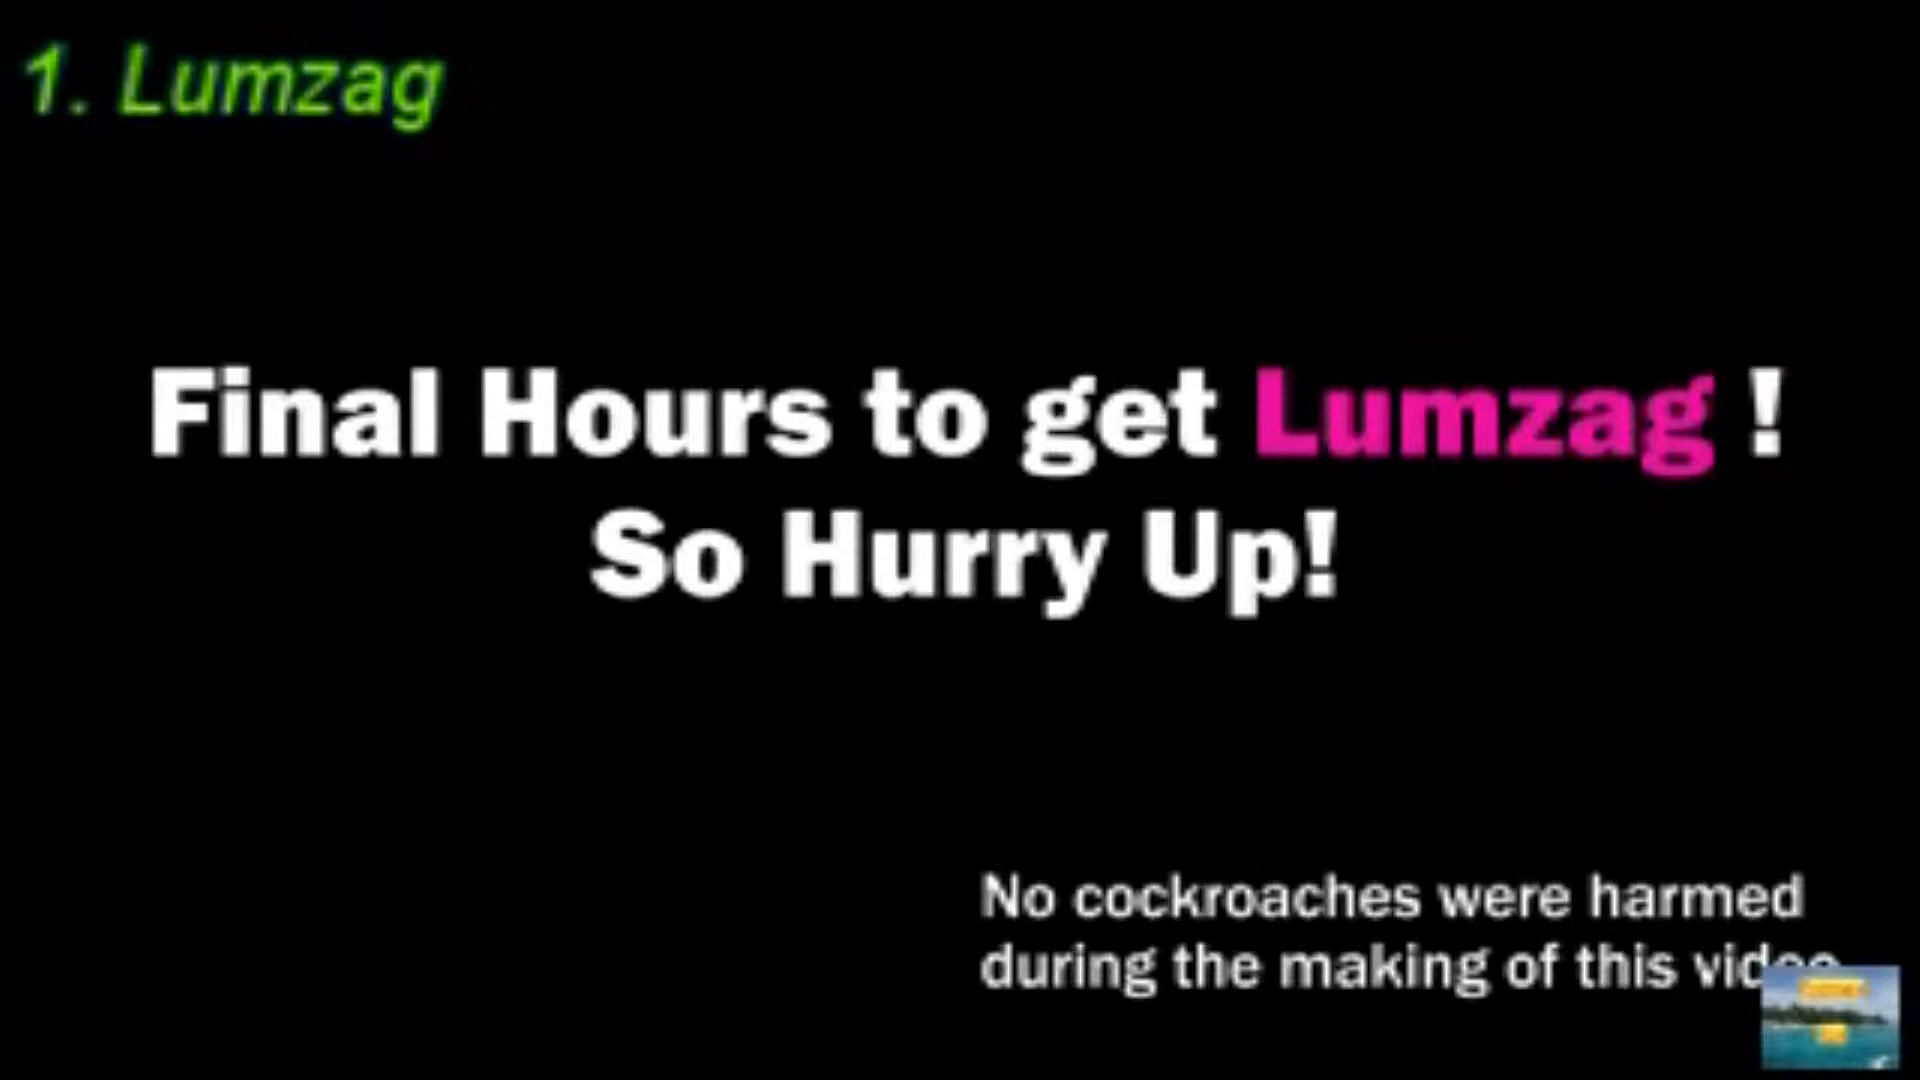 1. Lumzag
Final Hours to get Lumzag !
So Hurry Up!
No cockroaches were harmed
during the making of this video